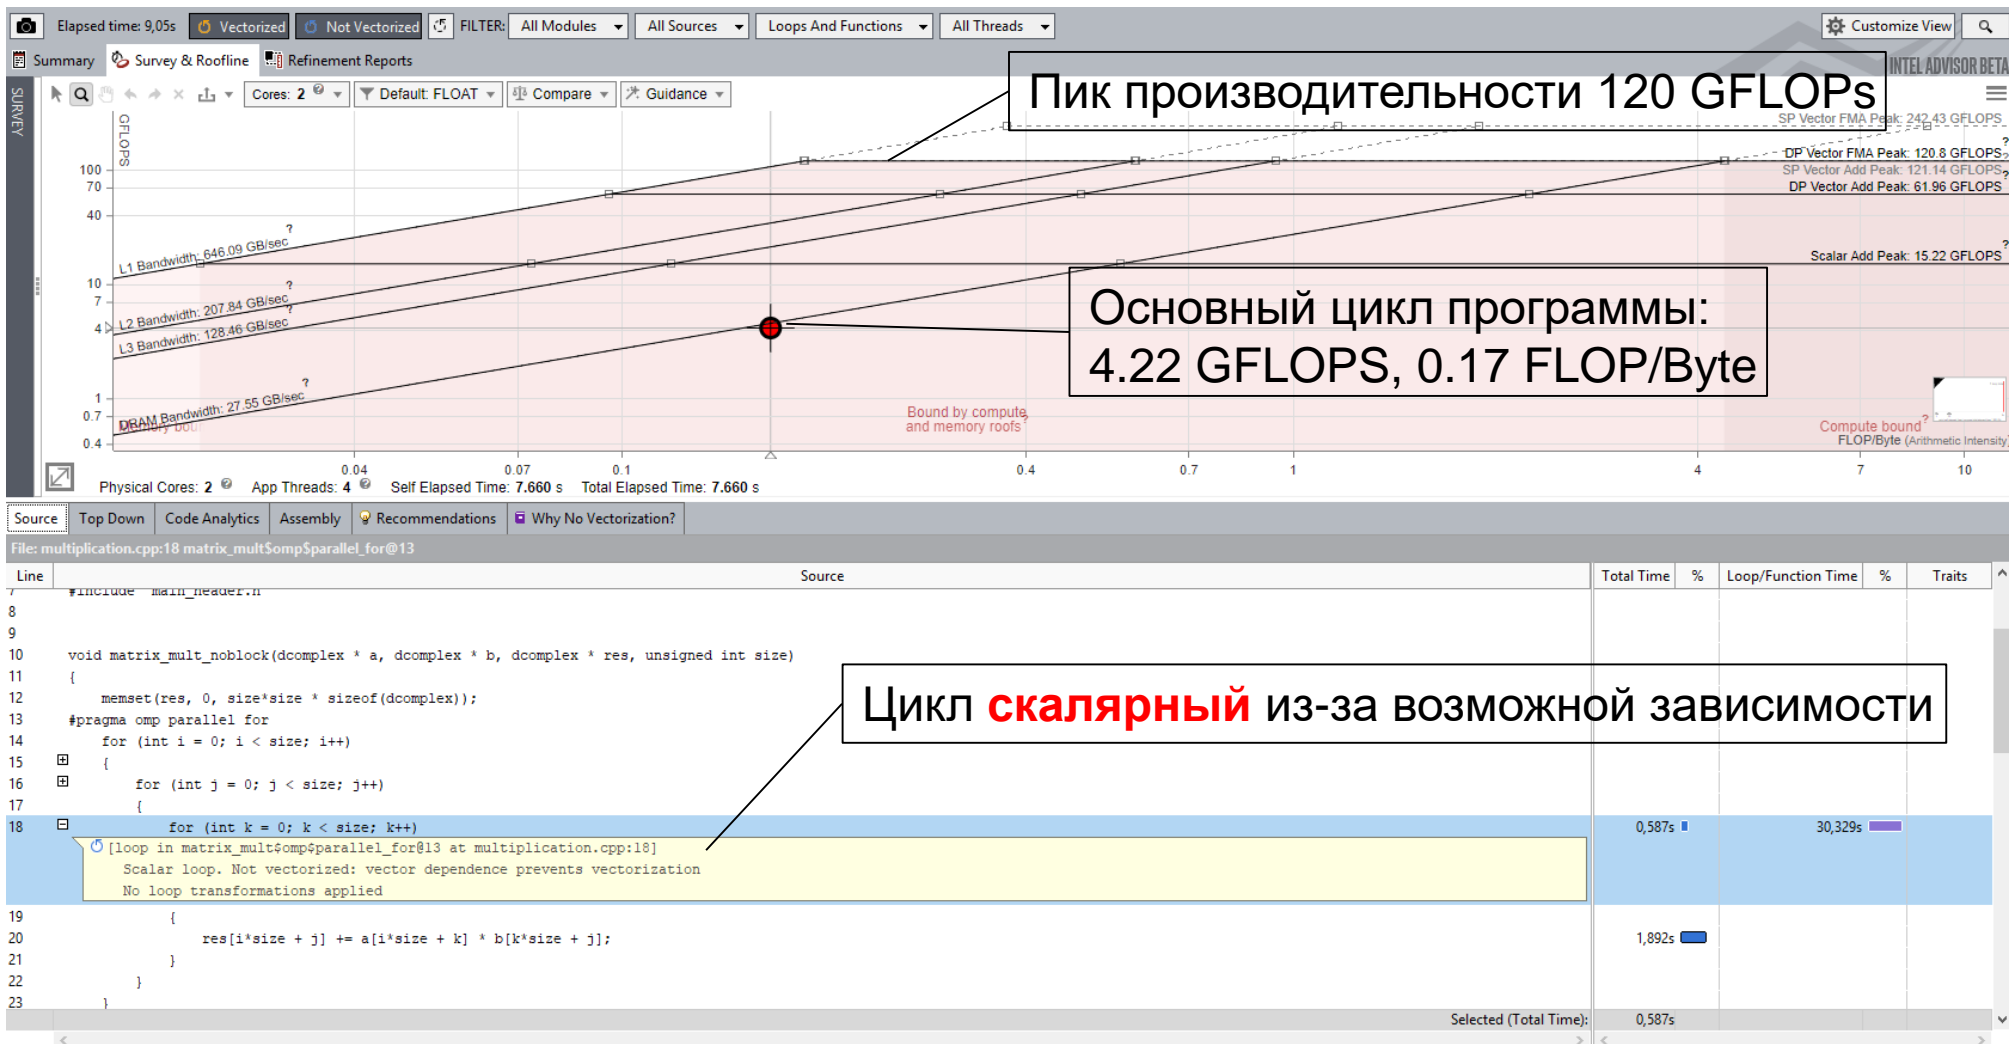 Elapsed time: 9,05s Vectorized Not Vectorized FILTER: All Modules All Sources Loops And Functions All Threads Customize View
Summary Survey & Roofline Refinement Reports INTEL ADVISOR BETA
SURVEY
Cores: 2 Default: FLOAT Compare Guidance
Пик производительности 120 GFLOPs
GFLOPS
SP Vector FMA Peak: 242.43 GFLOPS
DP Vector FMA Peak: 120.8 GFLOPS
SP Vector Add Peak: 121.14 GFLOPS
DP Vector Add Peak: 61.96 GFLOPS
Scalar Add Peak: 15.22 GFLOPS
100
70
40
10
7
4
1
0.7
0.4
L1 Bandwidth: 646.09 GB/sec
L2 Bandwidth: 207.84 GB/sec
L3 Bandwidth: 128.46 GB/sec
DRAM Bandwidth: 27.55 GB/sec
Основный цикл программы:
4.22 GFLOPS, 0.17 FLOP/Byte
Memory bou
Bound by compute
and memory roofs
Compute bound
FLOP/Byte (Arithmetic Intensity)
0.04 0.07 0.1 0.4 0.7 1 4 7 10
Physical Cores: 2 App Threads: 4 Self Elapsed Time: 7.660 s Total Elapsed Time: 7.660 s
Source Top Down Code Analytics Assembly Recommendations Why No Vectorization?
File: multiplication.cpp:18 matrix_mult$omp$parallel_for@13
Line Source Total Time % Loop/Function Time % Traits
7 #include "main_header.h"
8
9
10 void matrix_mult_noblock(dcomplex * a, dcomplex * b, dcomplex * res, unsigned int size)
11 {
12 memset(res, 0, size*size * sizeof(dcomplex));
13 #pragma omp parallel for
14 for (int i = 0; i < size; i++)
15 {
16 for (int j = 0; j < size; j++)
17 {
18 for (int k = 0; k < size; k++) 0,587s 30,329s
[loop in matrix_mult$omp$parallel_for@13 at multiplication.cpp:18]
Scalar loop. Not vectorized: vector dependence prevents vectorization
No loop transformations applied
19 {
20 res[i*size + j] += a[i*size + k] * b[k*size + j]; 1,892s
21 }
22 }
23 }
Цикл скалярный из-за возможной зависимости
Selected (Total Time): 0,587s